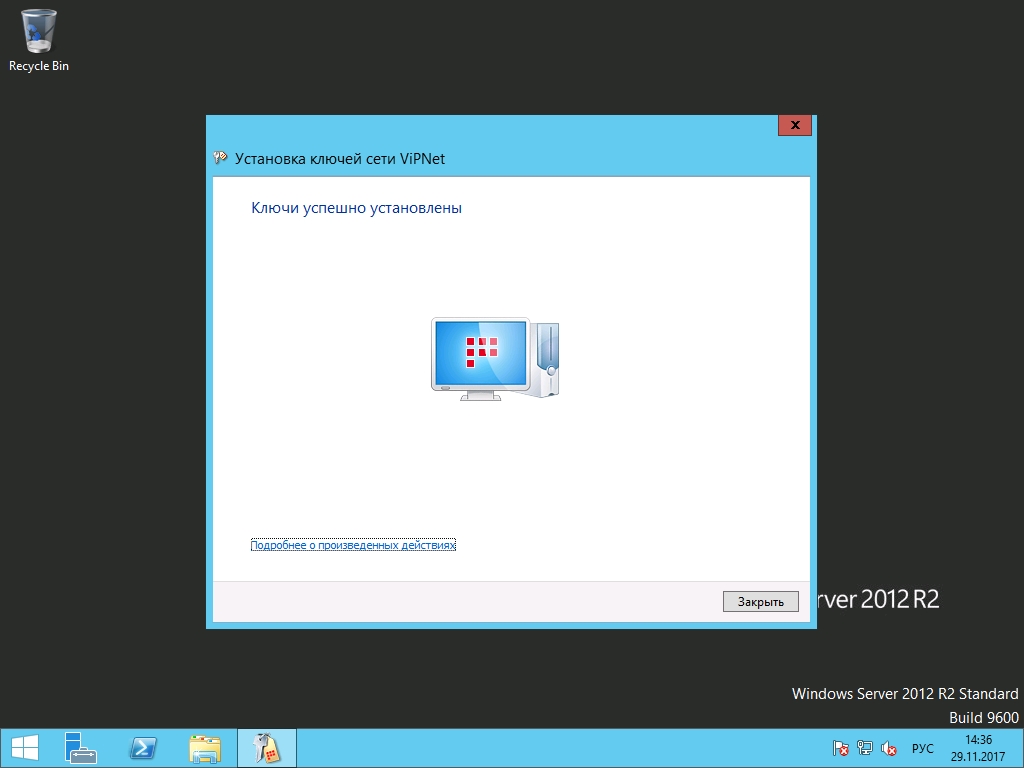 Recycle Bin
Установка ключей сети ViPNet
Ключи успешно установлены
Подробнее о произведенных действиях
Закрыть
rver 2012 R2
Windows Server 2012 R2 Standard
Build 9600
РУС
14:36
29.11.2017